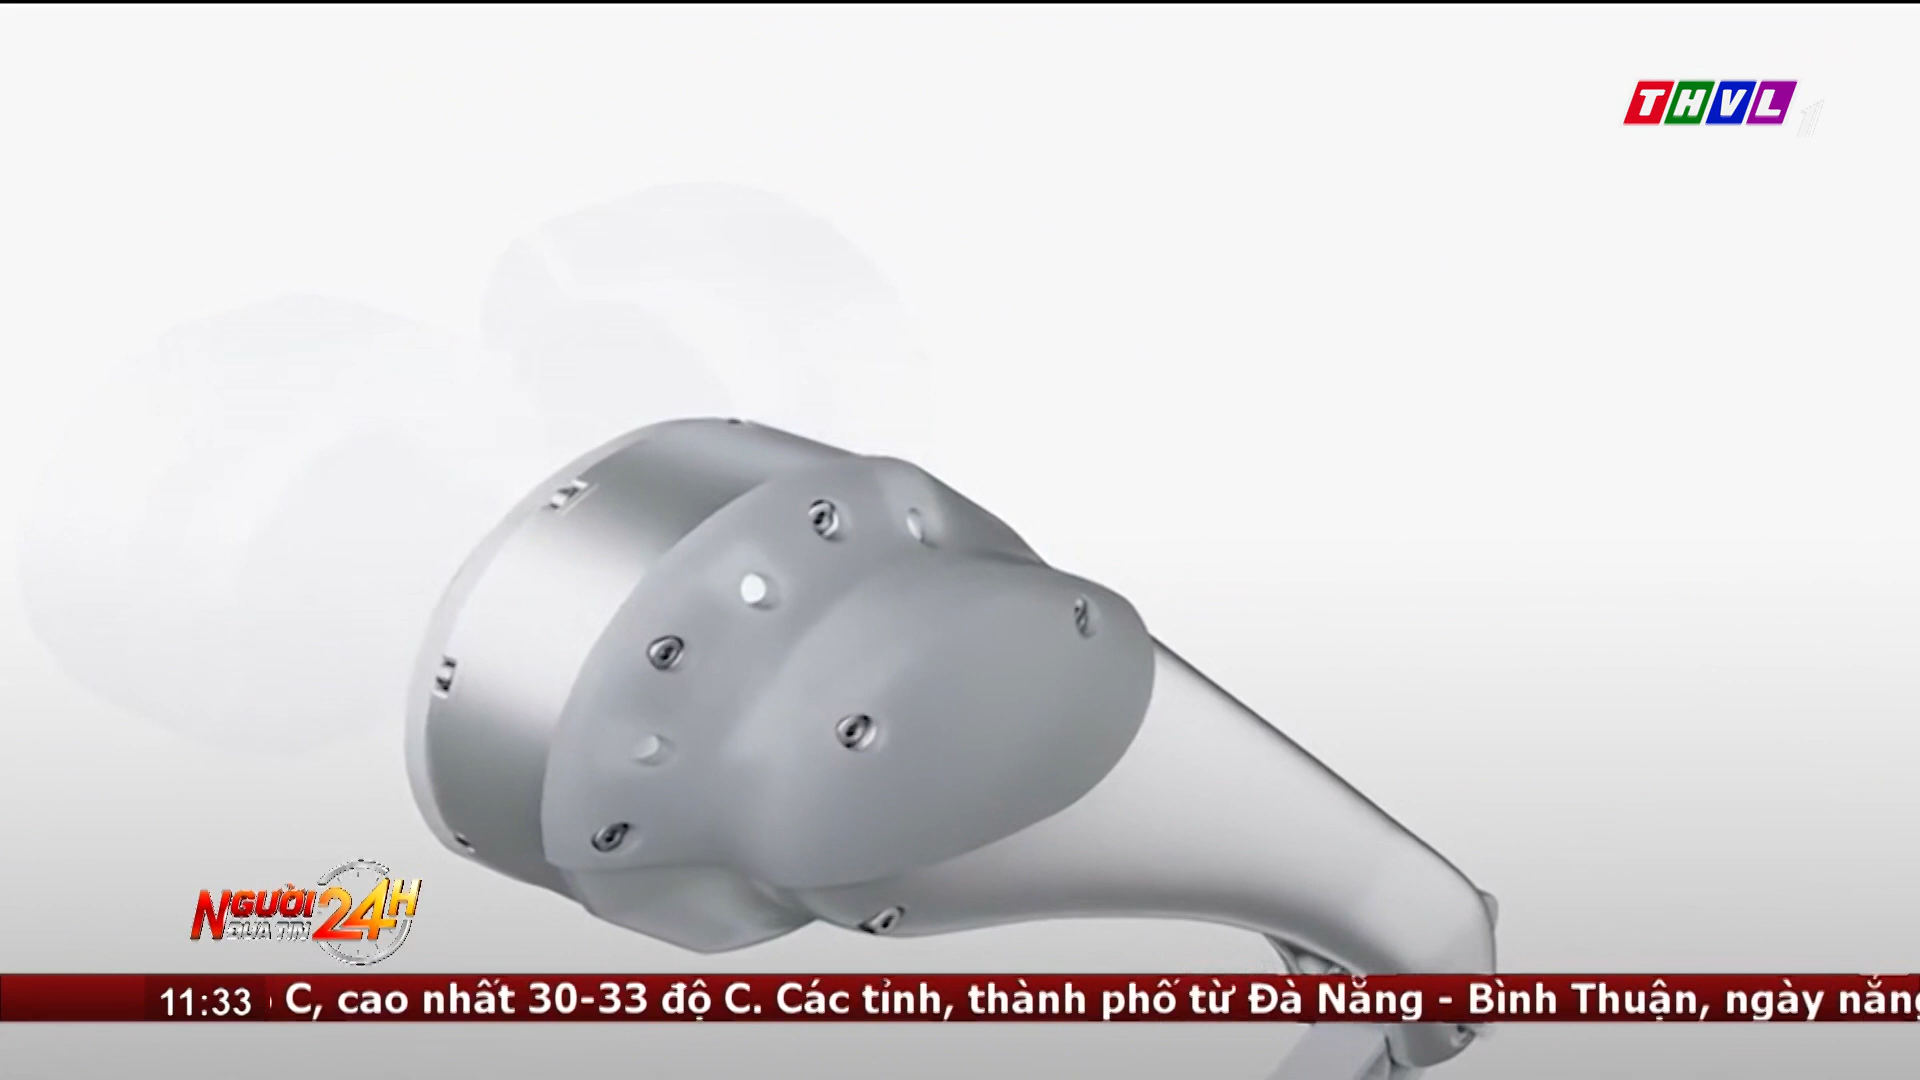 THVL1
NGƯỜI
ĐƯA TIN
24H
11:33
C, cao nhất 30-33 độ C. Các tỉnh, thành phố từ Đà Nẵng - Bình Thuận, ngày nắng